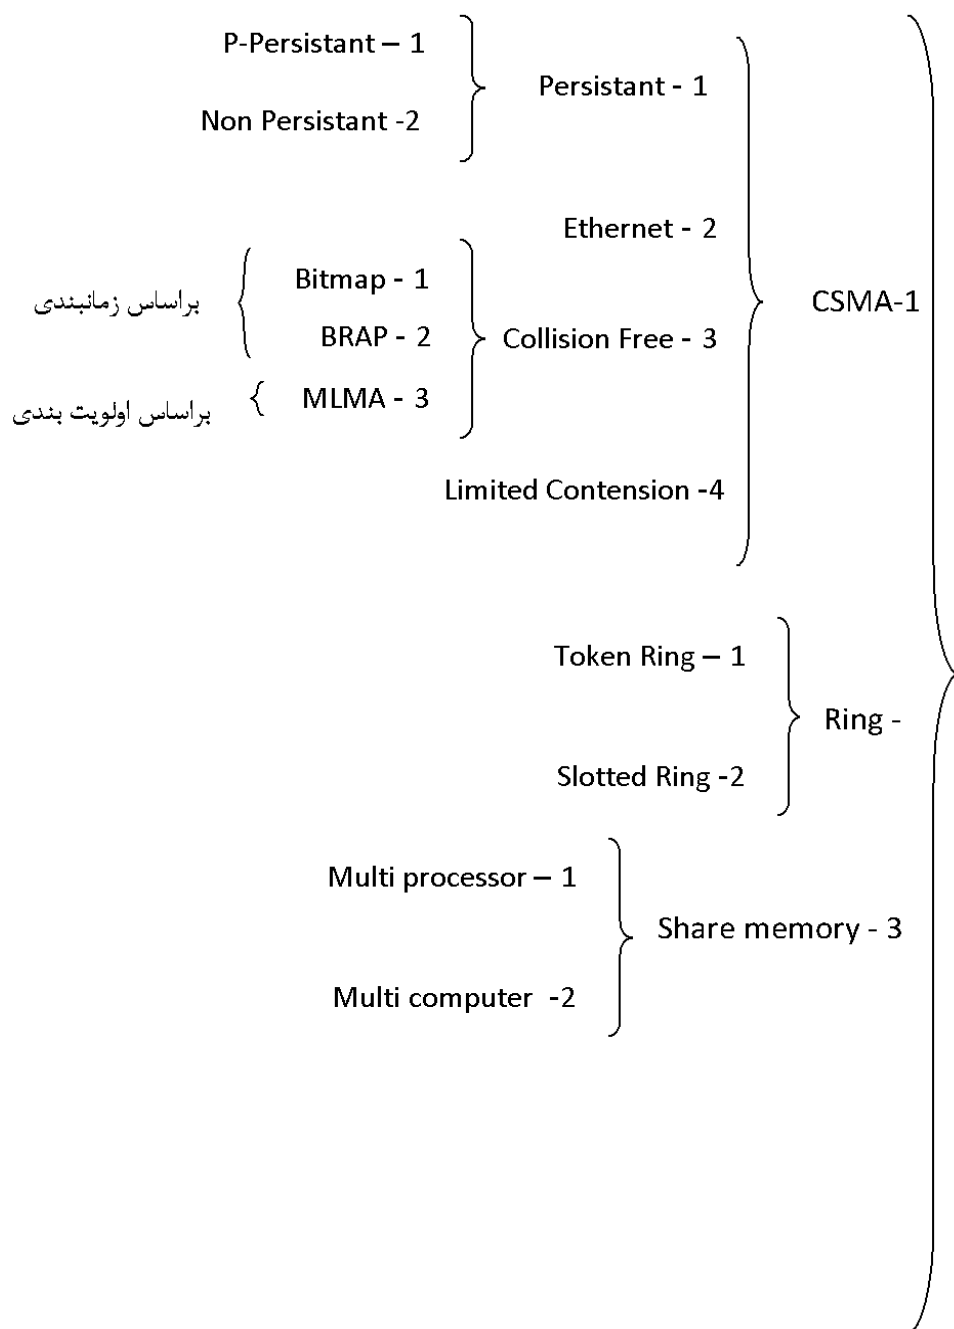 CSMA-1
Persistant - 1
P-Persistant – 1
Non Persistant -2
Ethernet - 2
Collision Free - 3
Bitmap - 1
BRAP - 2
براساس زمانبندی
MLMA - 3
براساس اولویت بندی
Limited Contension -4
Ring -
Token Ring – 1
Slotted Ring -2
Share memory - 3
Multi processor – 1
Multi computer -2